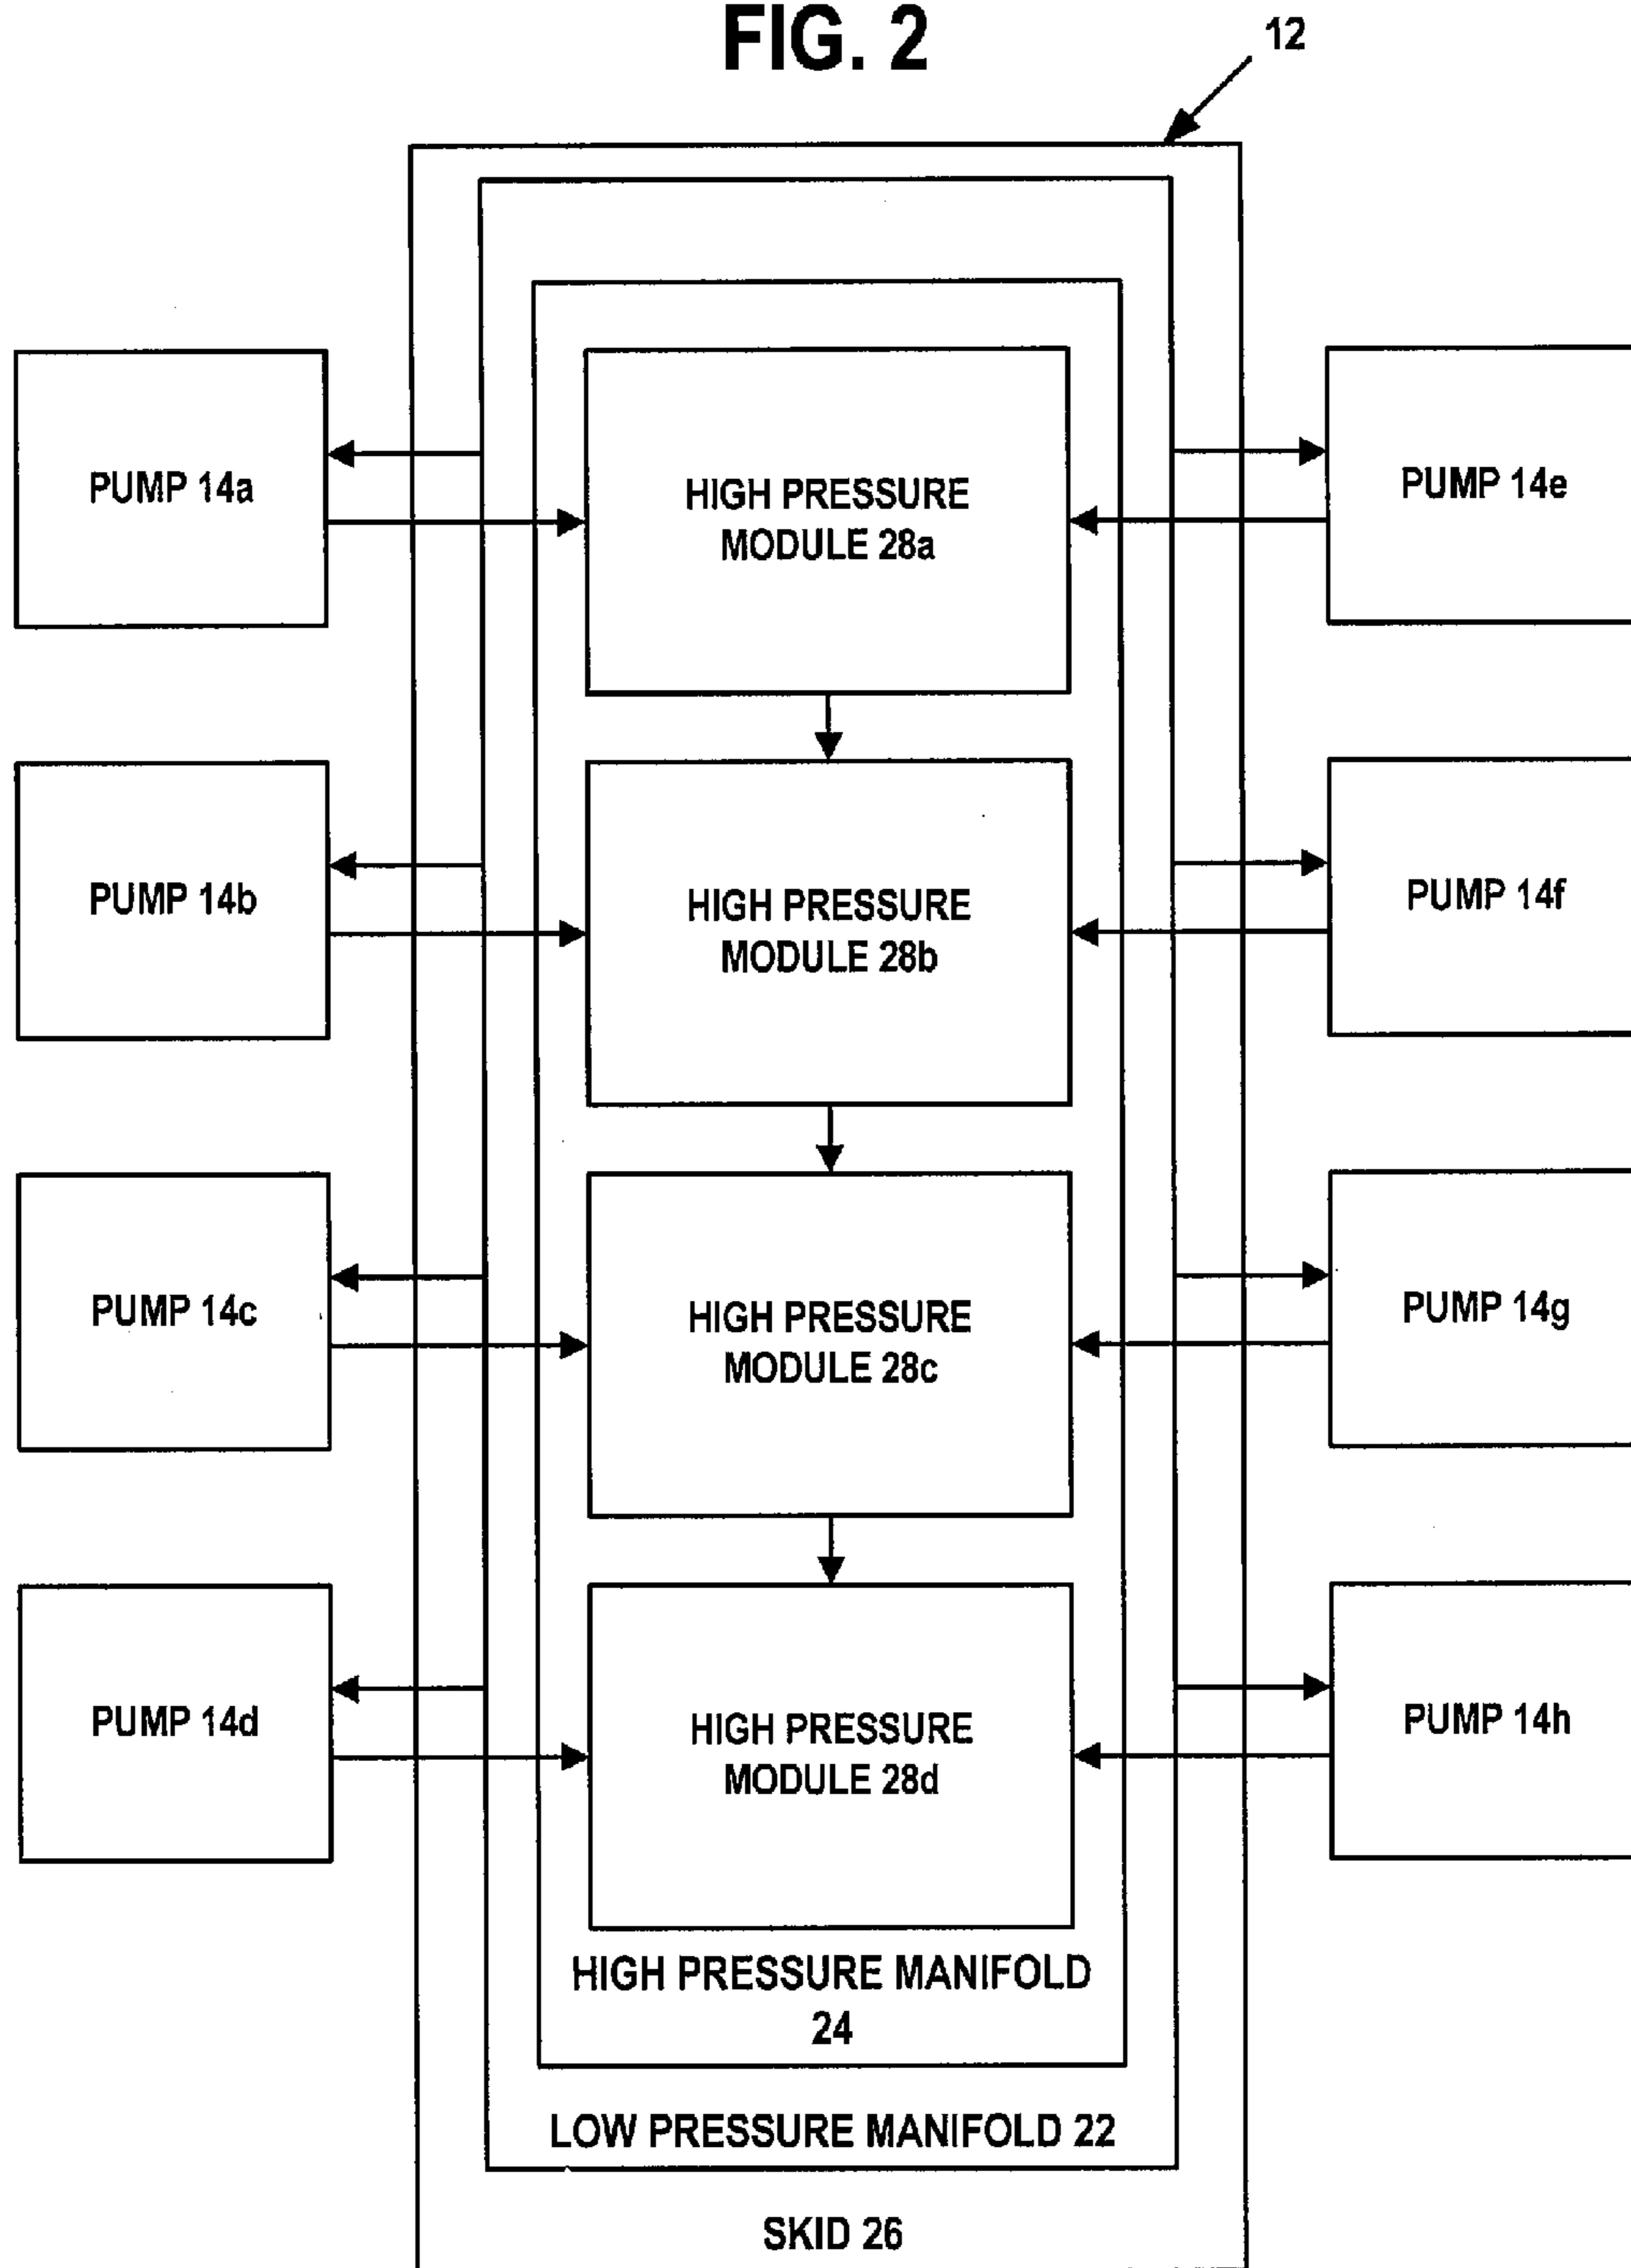 FIG. 2
12
PUMP 14a
HIGH PRESSURE
MODULE 28a
PUMP 14e
PUMP 14b
HIGH PRESSURE
MODULE 28b
PUMP 14f
PUMP 14c
HIGH PRESSURE
MODULE 28c
PUMP 14g
PUMP 14d
HIGH PRESSURE
MODULE 28d
PUMP 14h
HIGH PRESSURE MANIFOLD
24
LOW PRESSURE MANIFOLD 22
SKID 26